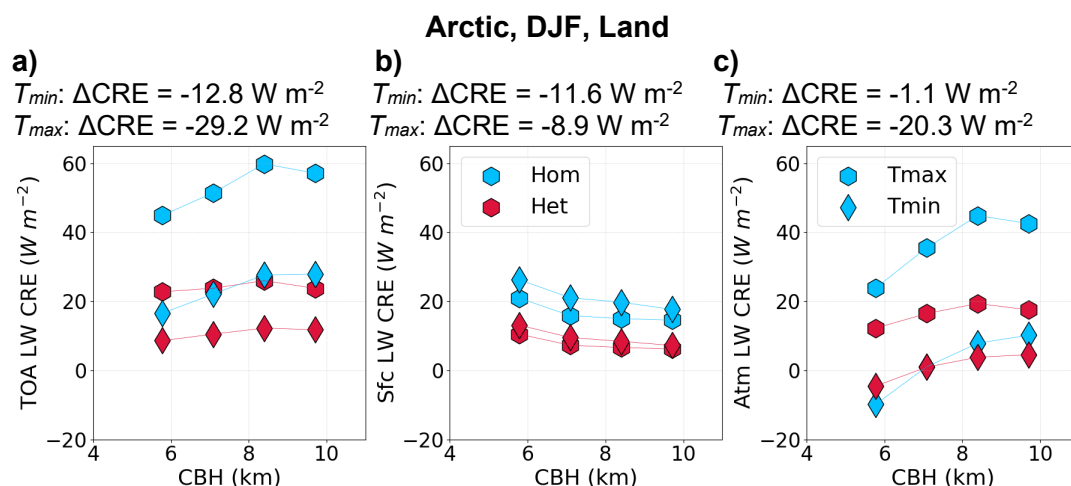 Arctic, DJF, Land
a)
Tmin: ΔCRE = -12.8 W m-2
Tmax: ΔCRE = -29.2 W m-2
TOA LW CRE (W m−2)
60
40
20
0
−20
4 6 8 10
CBH (km)
b)
Tmin: ΔCRE = -11.6 W m-2
Tmax: ΔCRE = -8.9 W m-2
Sfc LW CRE (W m−2)
60
40
20
0
−20
Hom
Het
4 6 8 10
CBH (km)
c)
Tmin: ΔCRE = -1.1 W m-2
Tmax: ΔCRE = -20.3 W m-2
Atm LW CRE (W m−2)
60
40
20
0
−20
Tmax
Tmin
4 6 8 10
CBH (km)